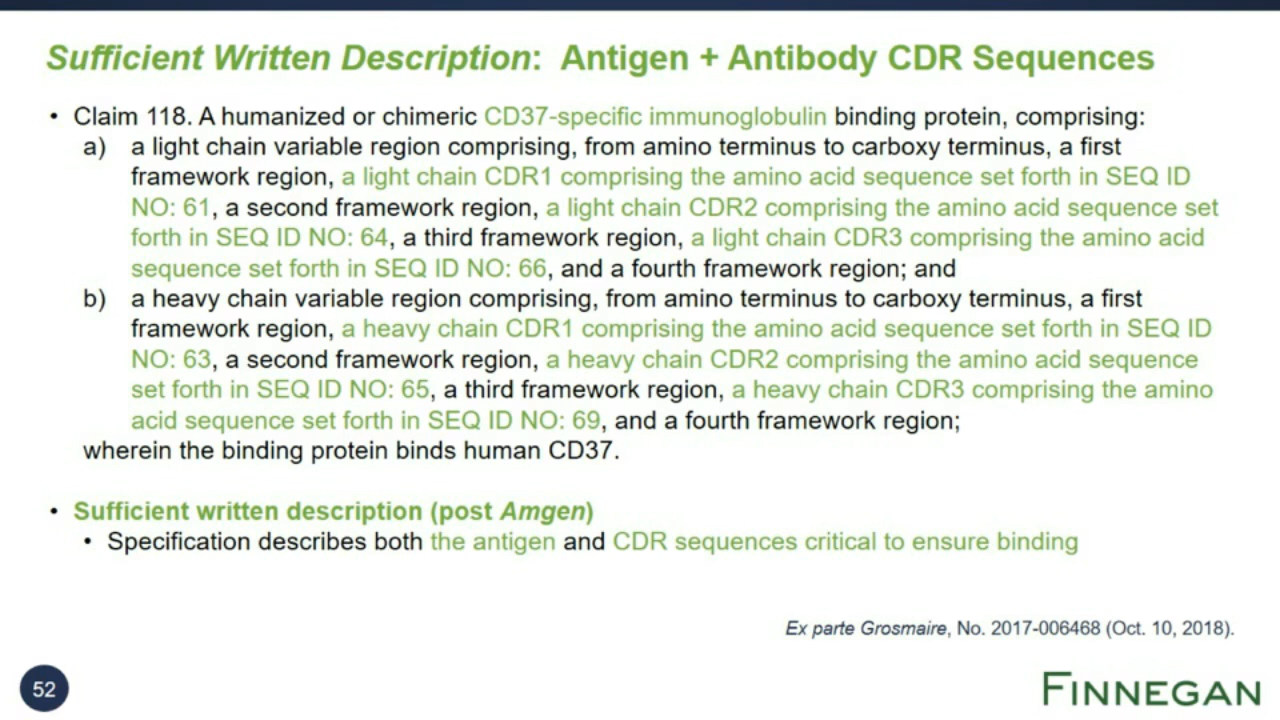 Sufficient Written Description: Antigen + Antibody CDR Sequences
• Claim 118. A humanized or chimeric CD37-specific immunoglobulin binding protein, comprising:
a) a light chain variable region comprising, from amino terminus to carboxy terminus, a first
framework region, a light chain CDR1 comprising the amino acid sequence set forth in SEQ ID
NO: 61, a second framework region, a light chain CDR2 comprising the amino acid sequence set
forth in SEQ ID NO: 64, a third framework region, a light chain CDR3 comprising the amino acid
sequence set forth in SEQ ID NO: 66, and a fourth framework region; and
b) a heavy chain variable region comprising, from amino terminus to carboxy terminus, a first
framework region, a heavy chain CDR1 comprising the amino acid sequence set forth in SEQ ID
NO: 63, a second framework region, a heavy chain CDR2 comprising the amino acid sequence
set forth in SEQ ID NO: 65, a third framework region, a heavy chain CDR3 comprising the amino
acid sequence set forth in SEQ ID NO: 69, and a fourth framework region;
wherein the binding protein binds human CD37.
• Sufficient written description (post Amgen)
• Specification describes both the antigen and CDR sequences critical to ensure binding
Ex parte Grosmaire, No. 2017-006468 (Oct. 10, 2018).
52
FINNEGAN